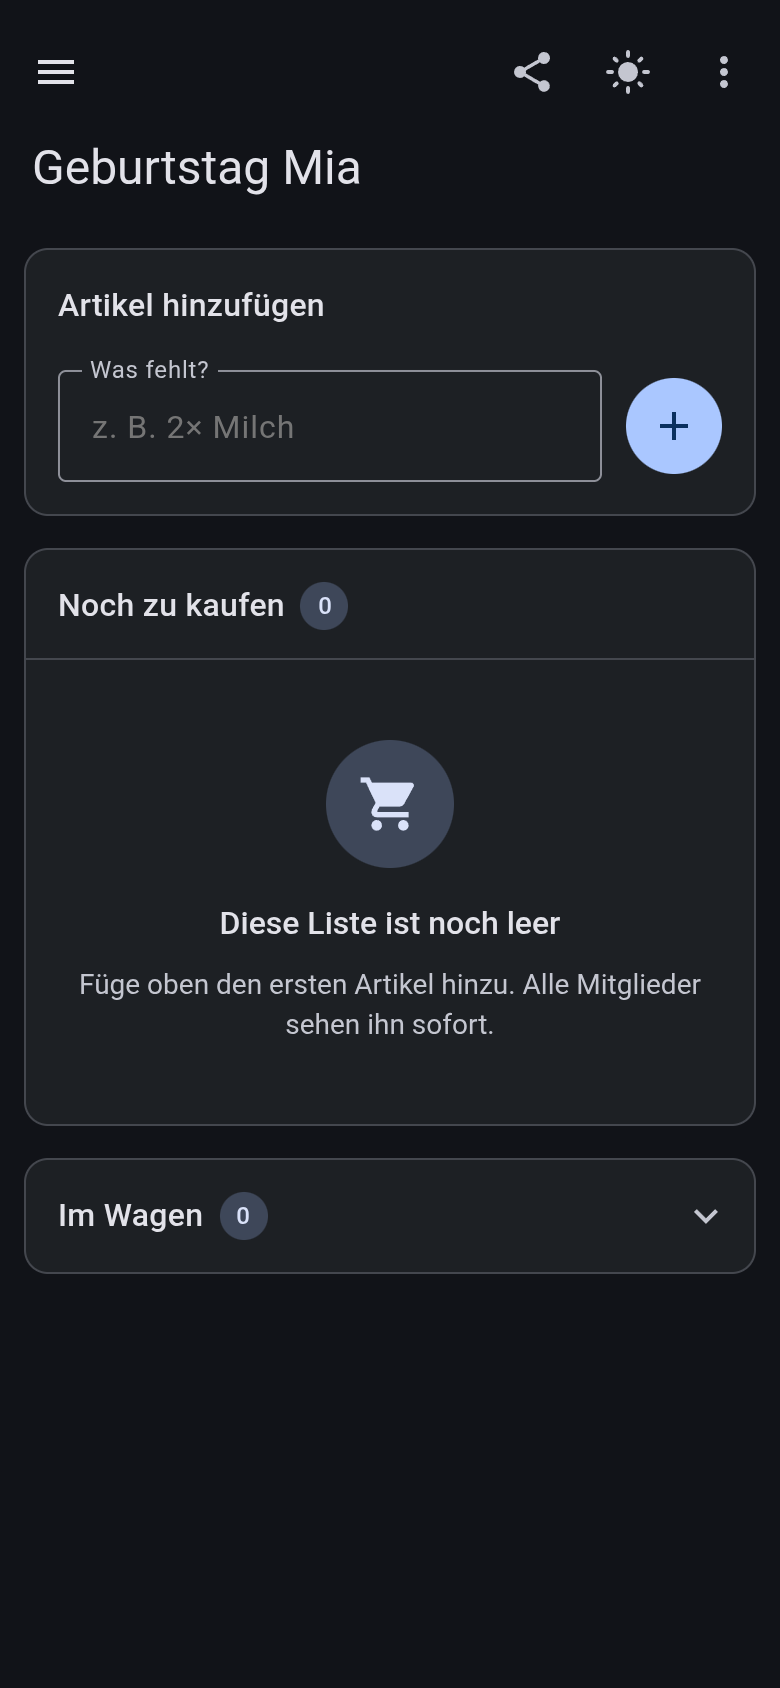 Geburtstag Mia
Artikel hinzufügen
Was fehlt?
z. B. 2× Milch
Noch zu kaufen 0
Diese Liste ist noch leer
Füge oben den ersten Artikel hinzu. Alle Mitglieder
sehen ihn sofort.
Im Wagen 0